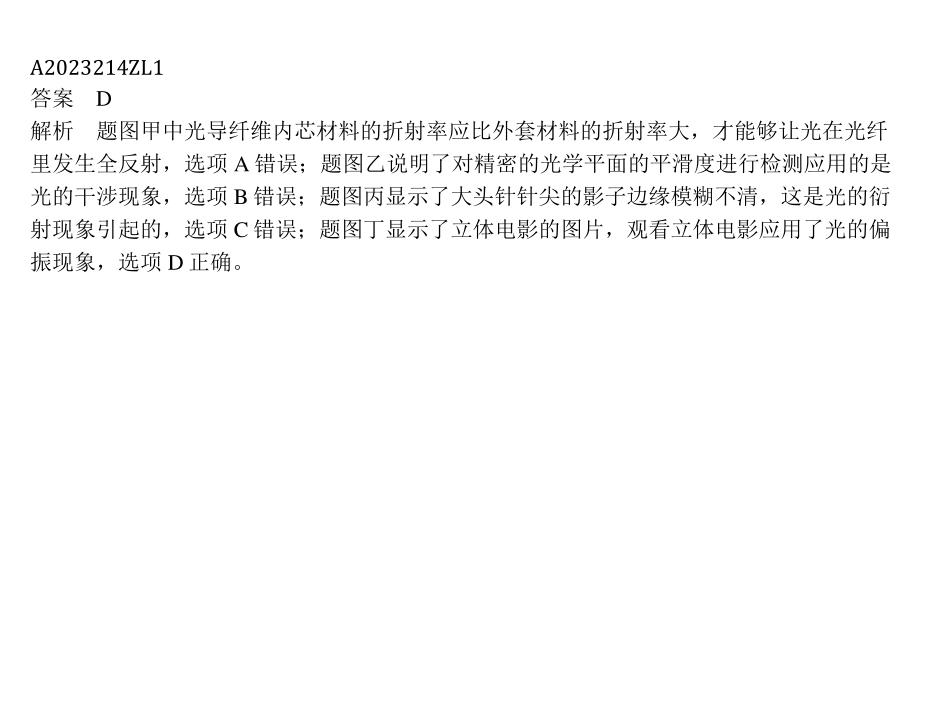 A2023214ZL1
答案　D
解析　题图甲中光导纤维内芯材料的折射率应比外套材料的折射率大，才能够让光在光纤
里发生全反射，选项 A 错误；题图乙说明了对精密的光学平面的平滑度进行检测应用的是
光的干涉现象，选项 B 错误；题图丙显示了大头针针尖的影子边缘模糊不清，这是光的衍
射现象引起的，选项 C 错误；题图丁显示了立体电影的图片，观看立体电影应用了光的偏
振现象，选项 D 正确。